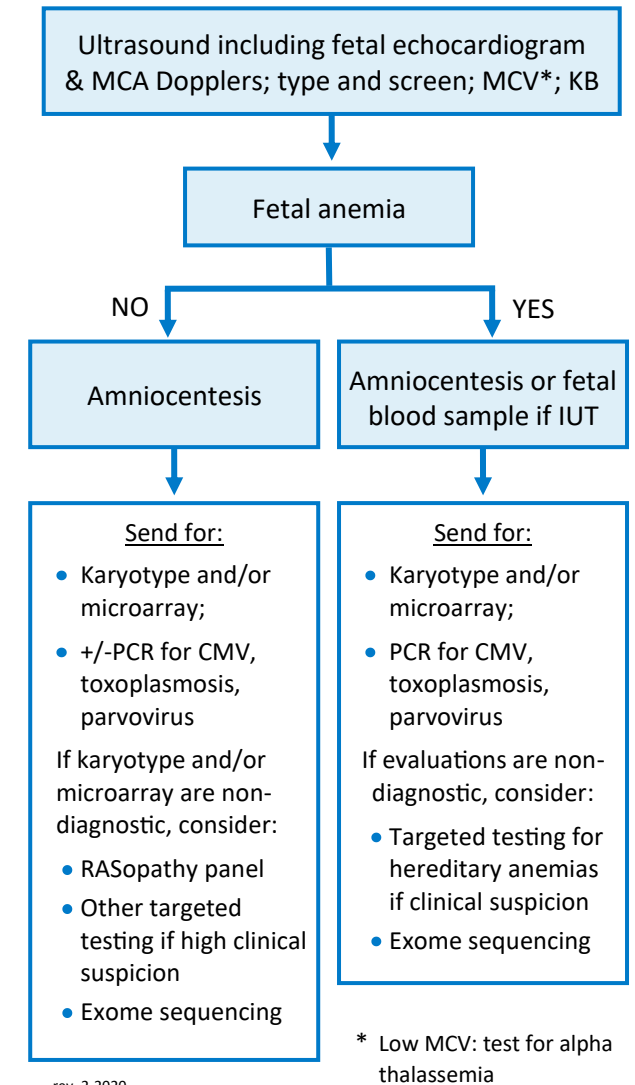 Ultrasound including fetal echocardiogram
& MCA Dopplers; type and screen; MCV*; KB
Fetal anemia
NO
YES
Amniocentesis
Amniocentesis or fetal
blood sample if IUT
Send for:
• Karyotype and/or
microarray;
• +/-PCR for CMV,
toxoplasmosis,
parvovirus
If karyotype and/or
microarray are non-
diagnostic, consider:
• RASopathy panel
• Other targeted
testing if high clinical
suspicion
• Exome sequencing
Send for:
• Karyotype and/or
microarray;
• PCR for CMV,
toxoplasmosis,
parvovirus
If evaluations are non-
diagnostic, consider:
• Targeted testing for
hereditary anemias
if clinical suspicion
• Exome sequencing
* Low MCV: test for alpha
thalassemia